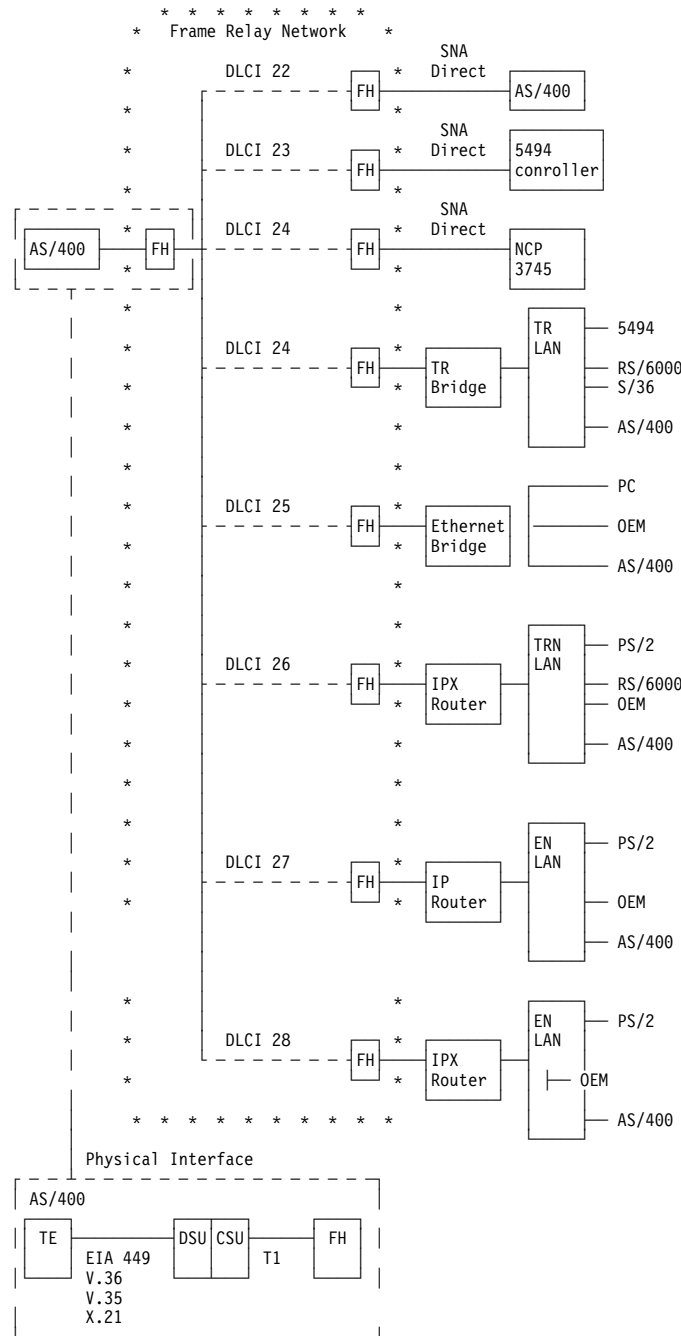 Frame Relay Network
SNA
DLCI 22 Direct
FH AS/400
SNA
DLCI 23 Direct 5494
FH conroller
SNA
DLCI 24 Direct
AS/400 FH FH NCP
3745
TR 5494
DLCI 24 LAN
FH TR RS/6000
Bridge S/36
AS/400
PC
DLCI 25
FH Ethernet OEM
Bridge
AS/400
TRN PS/2
DLCI 26 LAN
FH IPX RS/6000
Router OEM
AS/400
EN PS/2
DLCI 27 LAN
FH IP
Router OEM
AS/400
EN PS/2
DLCI 28 LAN
FH IPX
Router OEM
AS/400
Physical Interface
AS/400
TE DSU CSU FH
EIA 449 T1
V.36
V.35
X.21